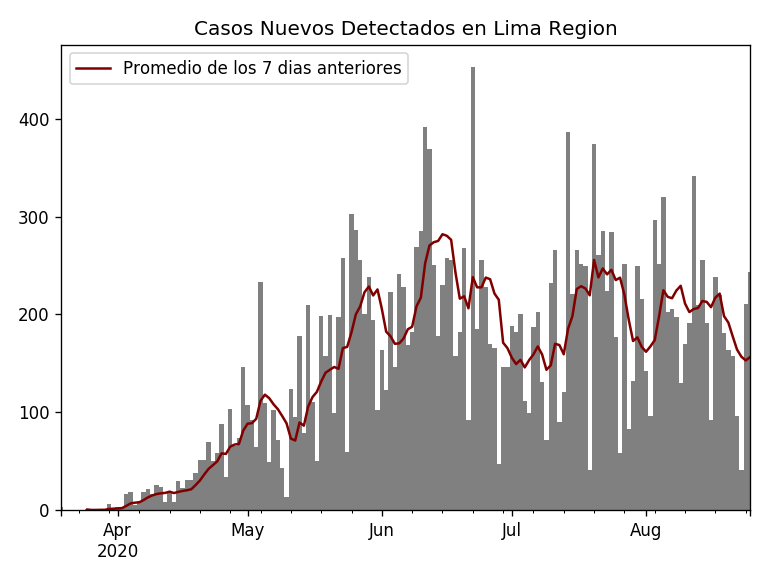 Casos Nuevos Detectados en Lima Region
Promedio de los 7 dias anteriores
400
300
200
100
0
Apr May Jun Jul Aug
2020